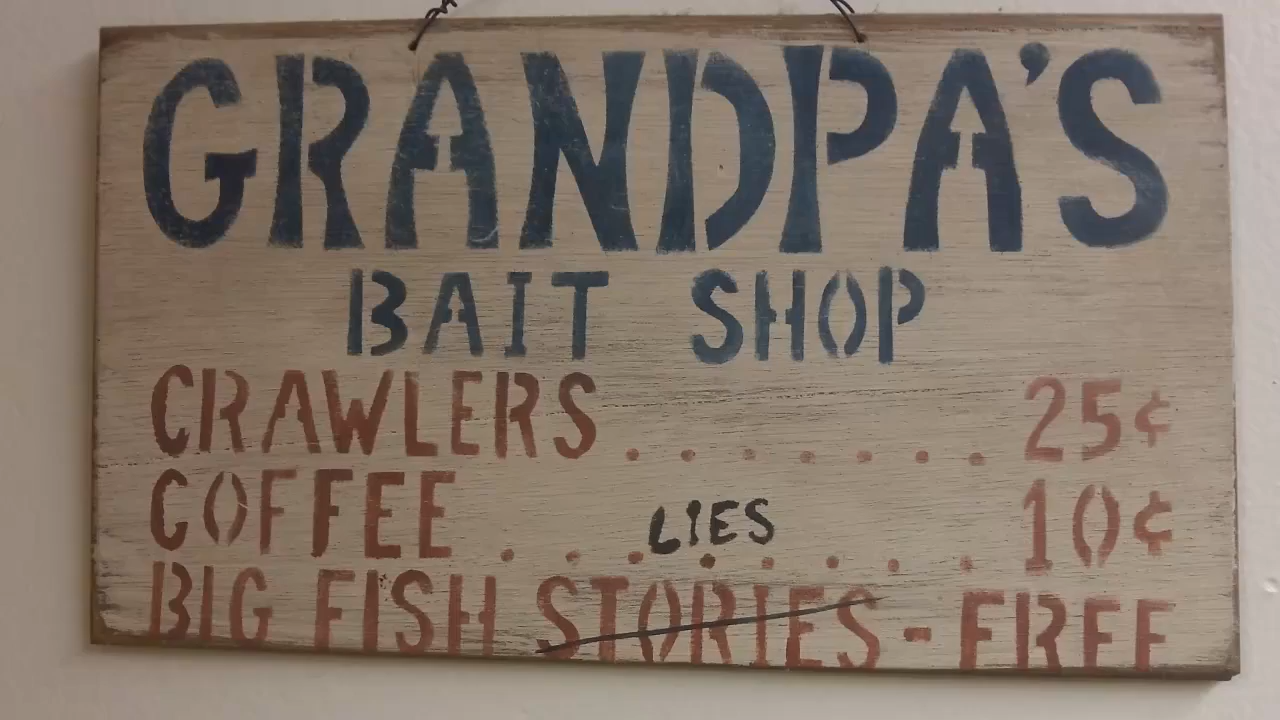 GRANDPA'S
BAIT SHOP
CRAWLERS ........ 25¢
COFFEE ........ 10¢
LIES
BIG FISH STORIES - FREE